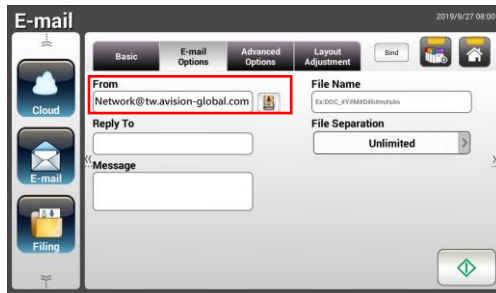 E-mail
2019/9/27 08:00
Basic
E-mail
Options
Advanced
Options
Layout
Adjustment
Bind
From
Network@tw.avision-global.com
File Name
Reply To
File Separation
Unlimited
Message
Cloud
E-mail
Filing